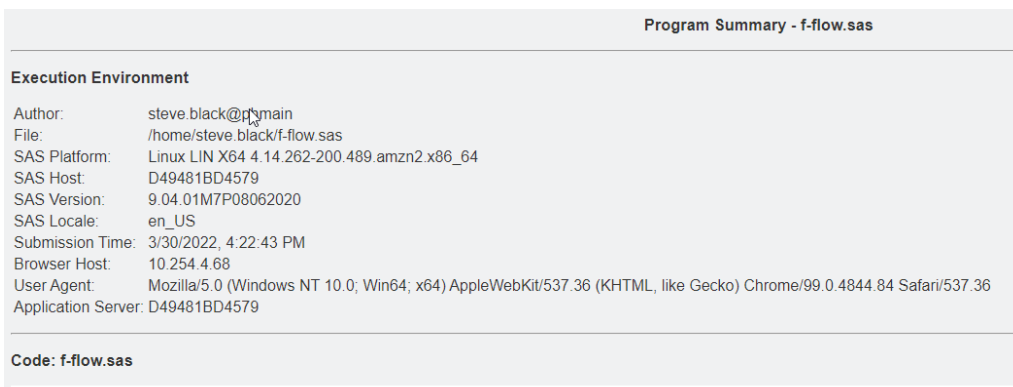 Program Summary - f-flow.sas
Execution Environment
Author: steve.black@
File: /home/steve.black/f-flow.sas
SAS Platform: Linux LIN X64 4.14.262-200.489.amzn2.x86_64
SAS Host: D49481BD4579
SAS Version: 9.04.01M7P08062020
SAS Locale: en_US
Submission Time: 3/30/2022, 4:22:43 PM
Browser Host: 10.254.4.68
User Agent: Mozilla/5.0 (Windows NT 10.0; Win64; x64) AppleWebKit/537.36 (KHTML, like Gecko) Chrome/99.0.4844.84 Safari/537.36
Application Server: D49481BD4579
Code: f-flow.sas